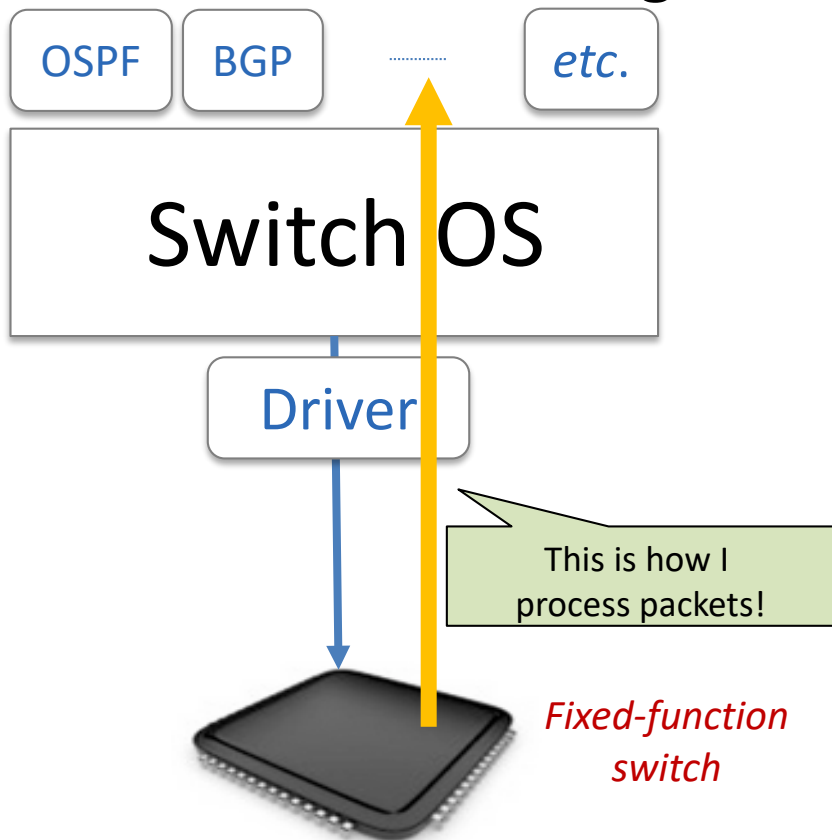 OSPF
BGP
etc.
Switch OS
Driver
This is how I
process packets!
Fixed-function
switch